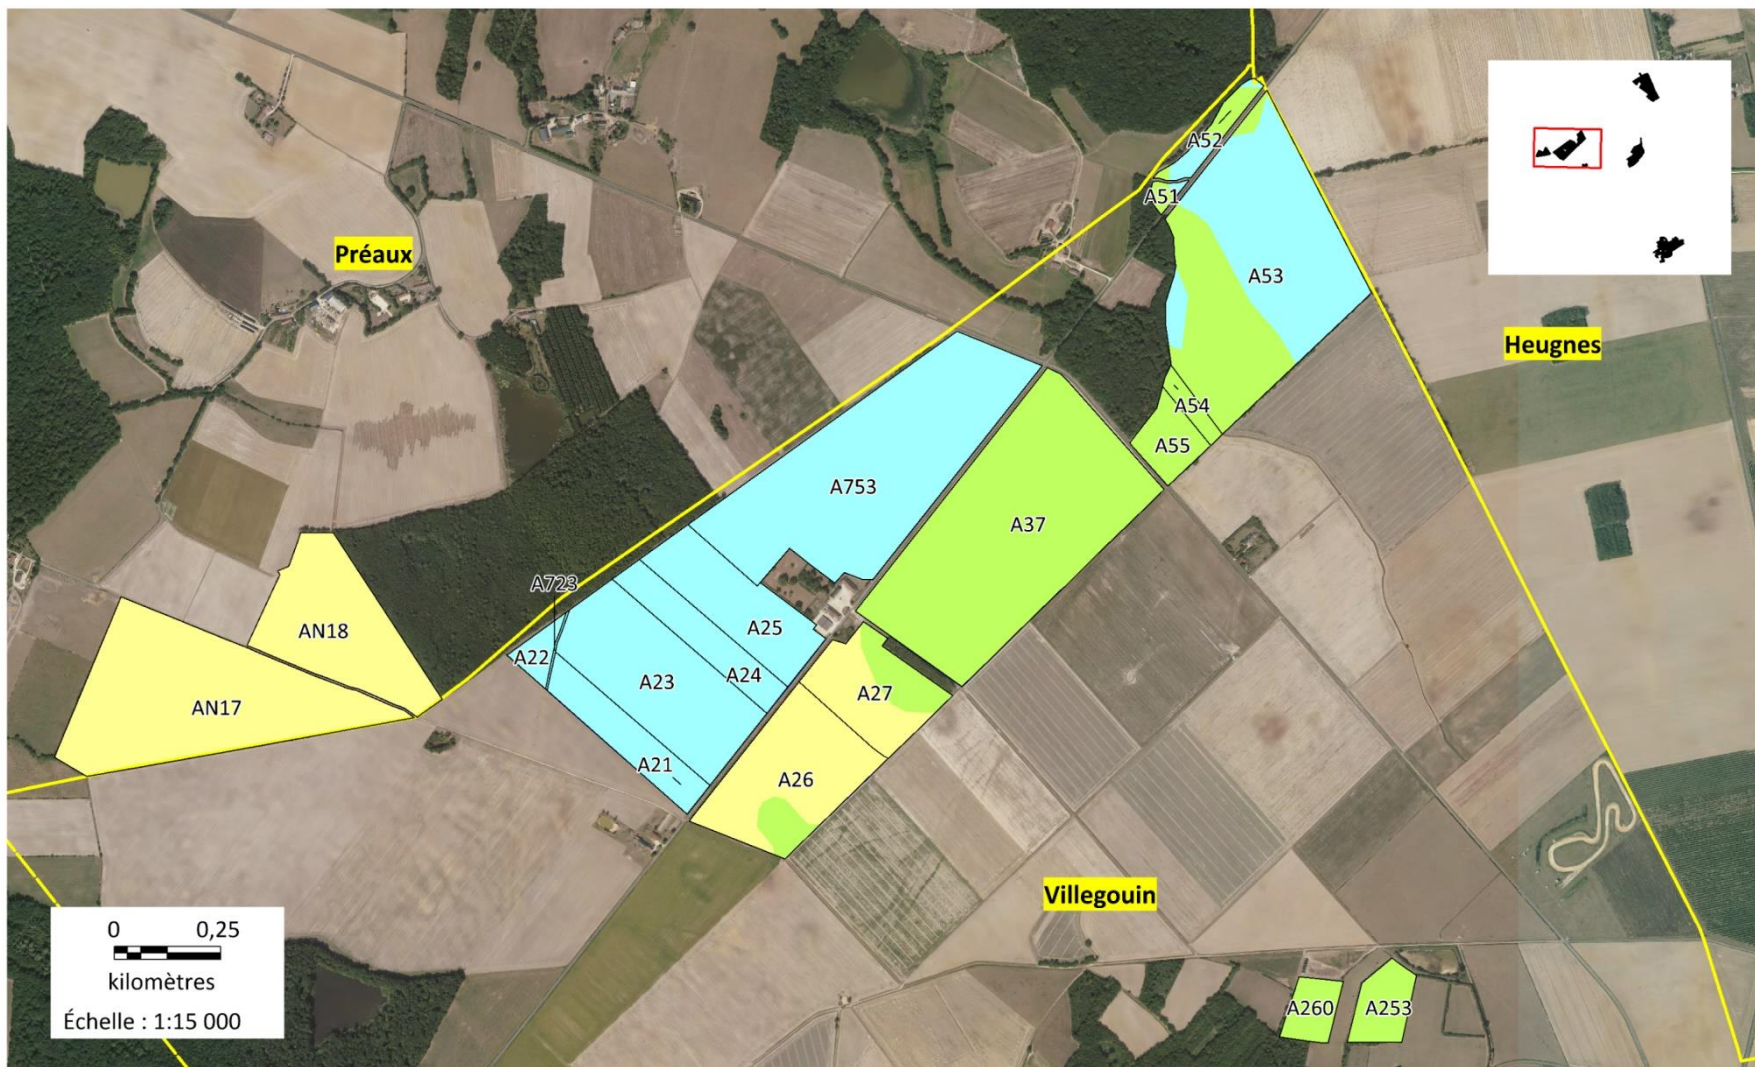 A52
A51
Préaux
A53
Heugnes
A54
A55
A753
A37
A723
AN18
A25
A22
A24
A23
A27
AN17
A21
A26
Villegouin
0 0,25
kilomètres
Échelle : 1:15 000
A260
A253